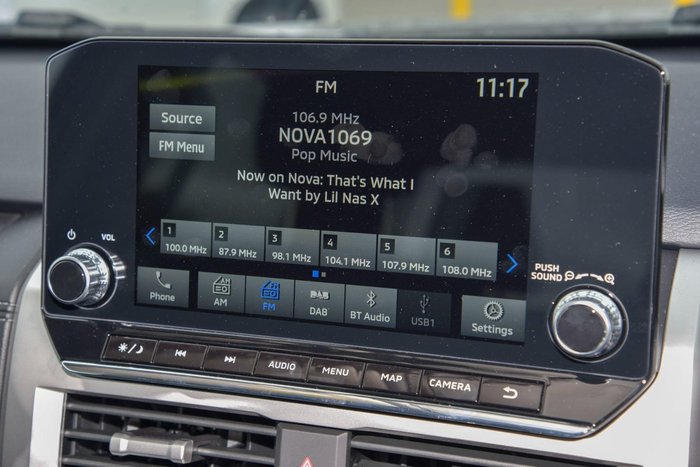 FM
11:17
Source
106.9 MHz
NOVA1069
FM Menu
Pop Music
Now on Nova: That's What I
Want by Lil Nas X
1
100.0 MHz
2
87.9 MHz
3
98.1 MHz
4
104.1 MHz
5
107.9 MHz
6
108.0 MHz
VOL
PUSH
SOUND
Phone
AM
AM
FM
FM
DAB
DAB
BT Audio
USB1
Settings
AUDIO
MENU
MAP
CAMERA